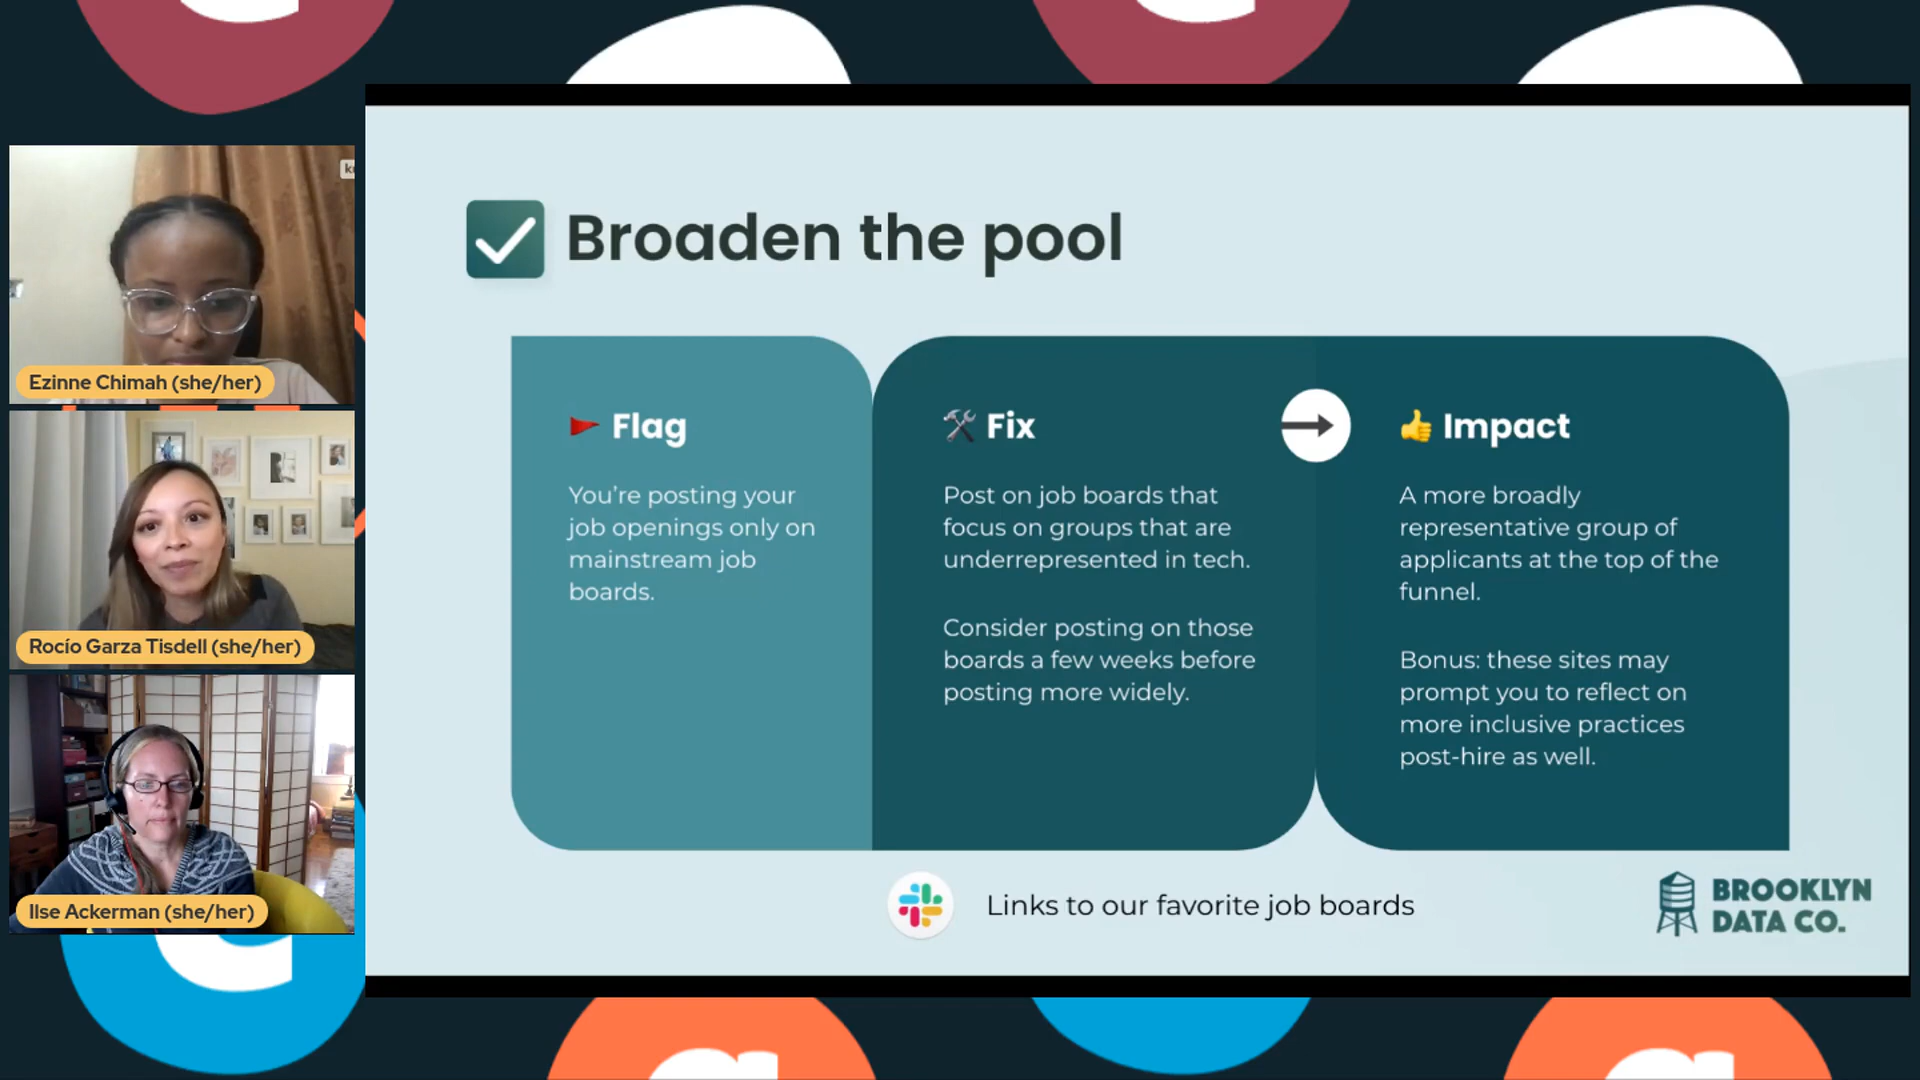 Ezinne Chimah (she/her)
Rocío Garza Tisdell (she/her)
Ilse Ackerman (she/her)
Broaden the pool
Flag
You're posting your
job openings only on
mainstream job
boards.
Fix
Post on job boards that
focus on groups that are
underrepresented in tech.
Consider posting on those
boards a few weeks before
posting more widely.
Impact
A more broadly
representative group of
applicants at the top of the
funnel.
Bonus: these sites may
prompt you to reflect on
more inclusive practices
post-hire as well.
Links to our favorite job boards
BROOKLYN
DATA CO.